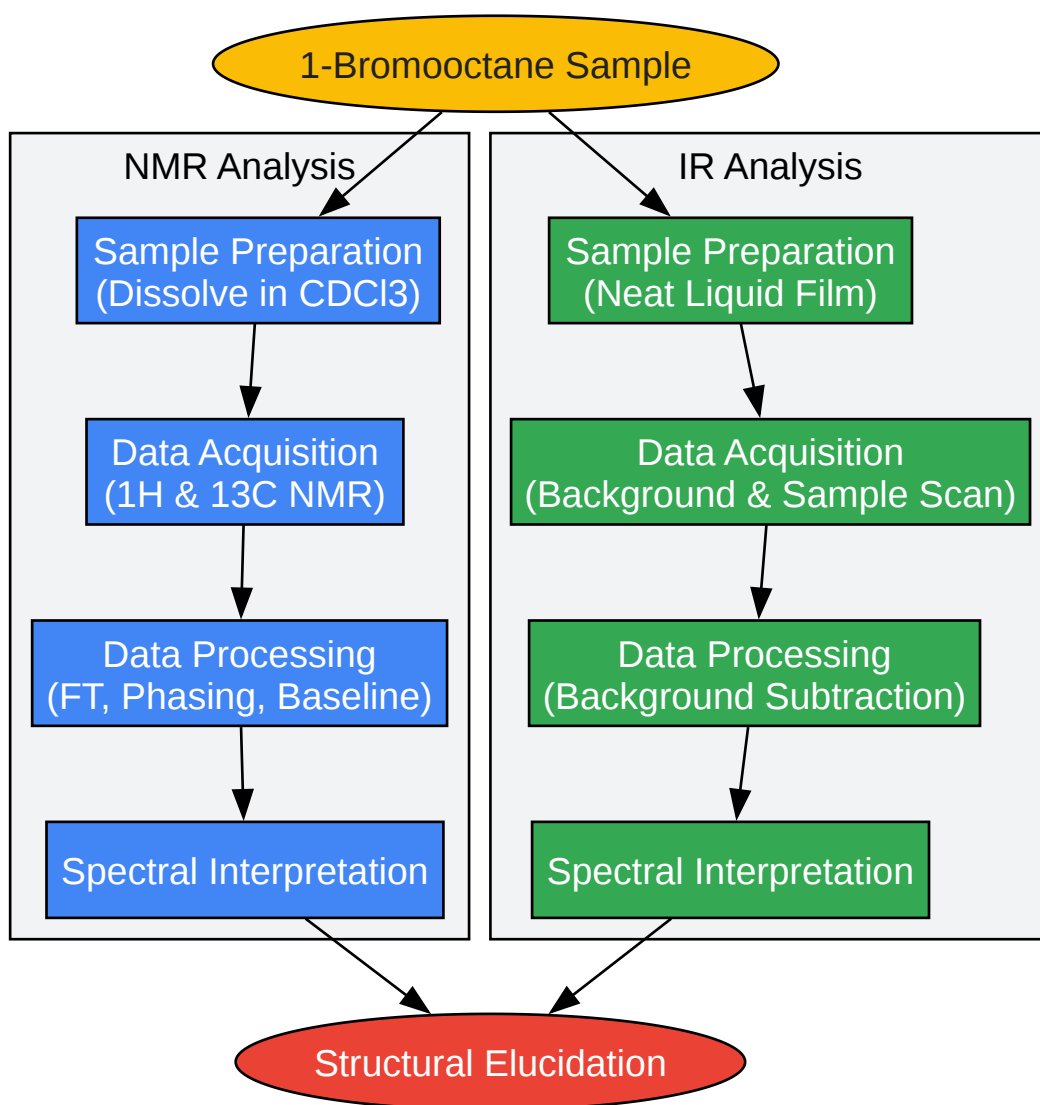 1-Bromooctane Sample
NMR Analysis
Sample Preparation
(Dissolve in CDCl3)
Data Acquisition
(1H & 13C NMR)
Data Processing
(FT, Phasing, Baseline)
Spectral Interpretation
IR Analysis
Sample Preparation
(Neat Liquid Film)
Data Acquisition
(Background & Sample Scan)
Data Processing
(Background Subtraction)
Spectral Interpretation
Structural Elucidation